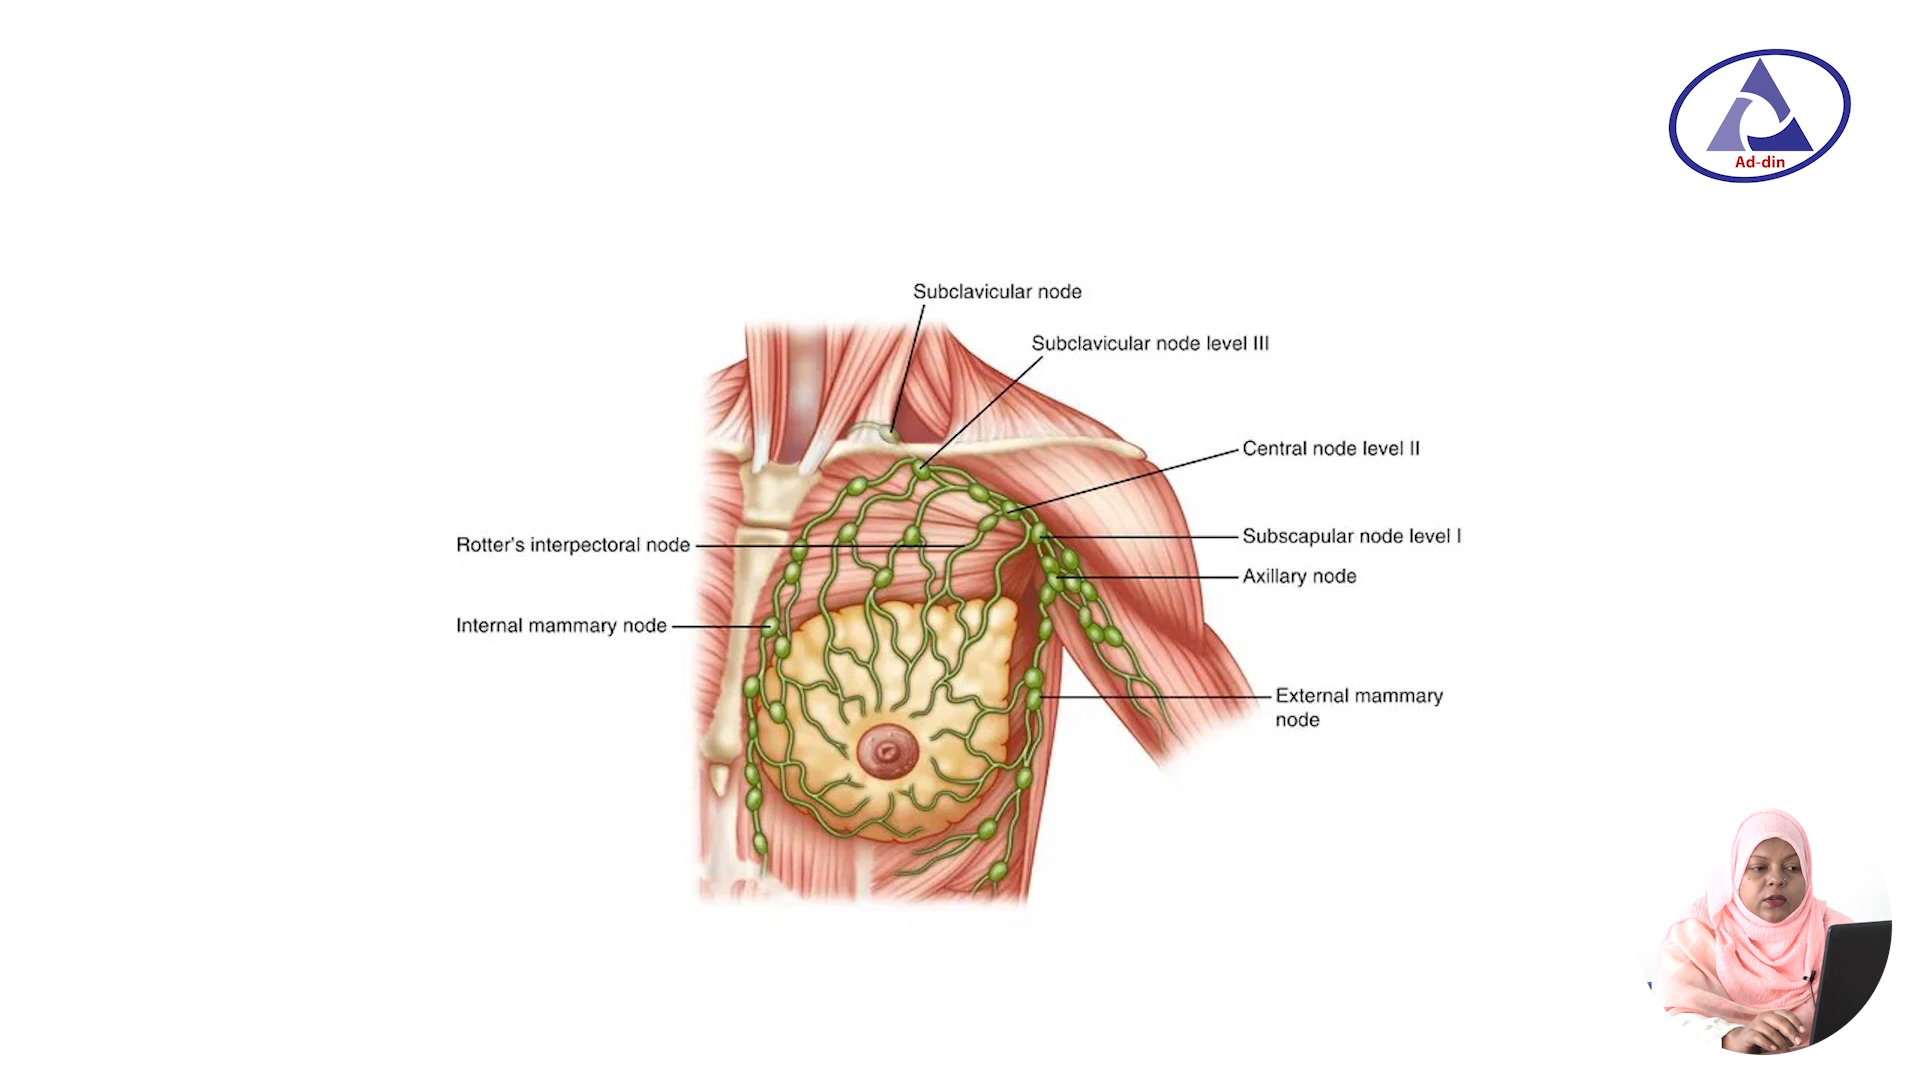 Ad-din
Subclavicular node
Subclavicular node level III
Central node level II
Rotter's interpectoral node
Subscapular node level I
Axillary node
Internal mammary node
External mammary
node